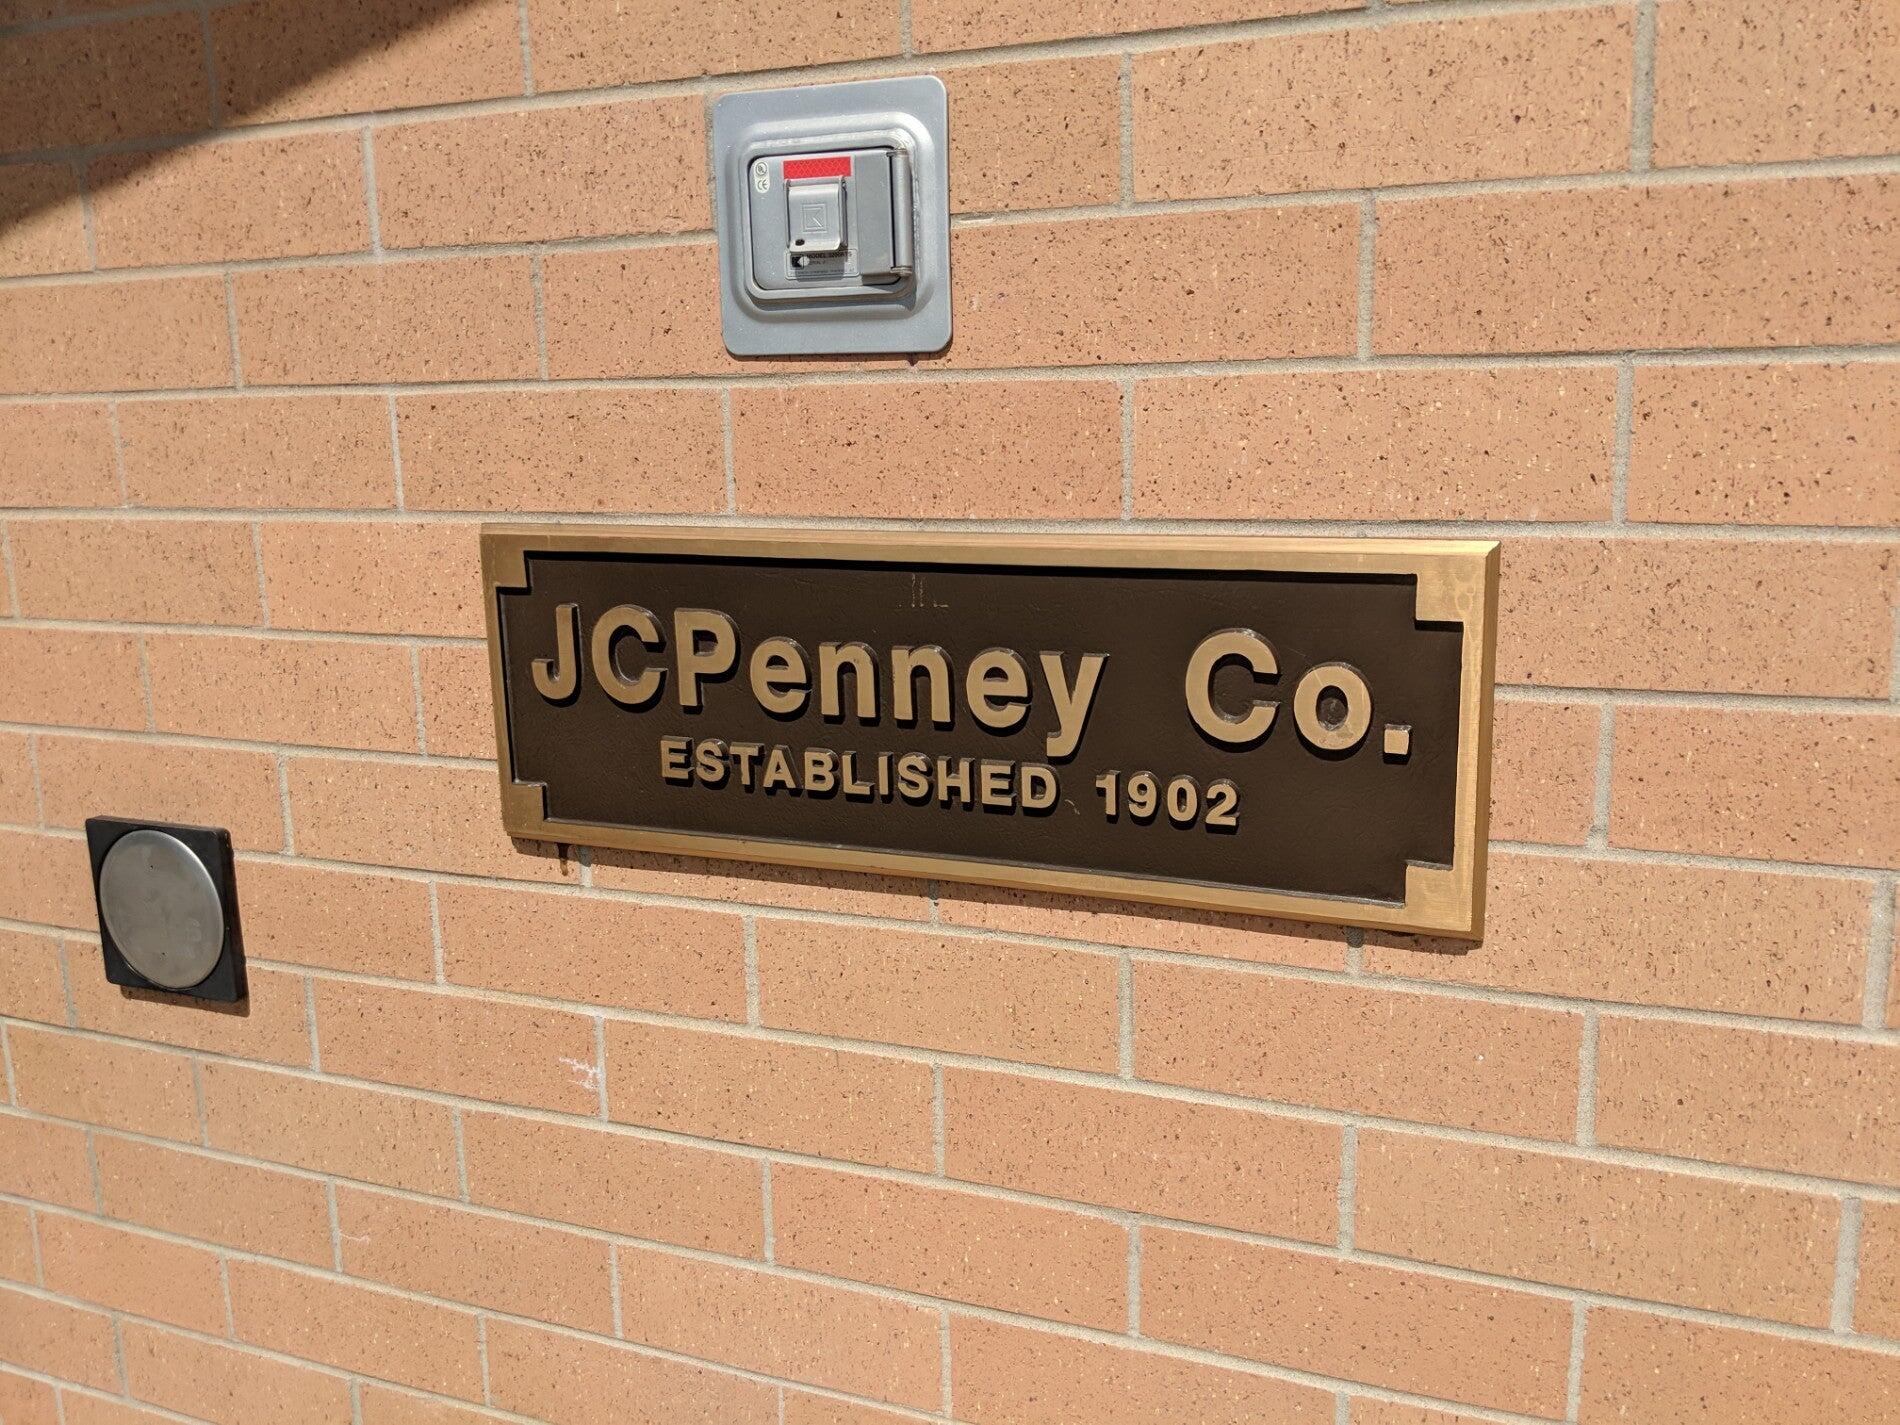 JCPenney Co.
ESTABLISHED 1902